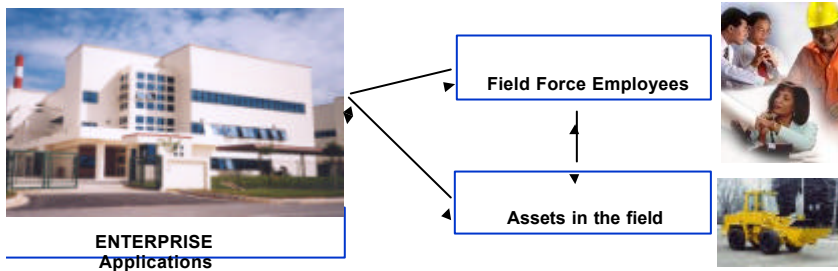 Field Force Employees
Assets in the field
ENTERPRISE
Applications